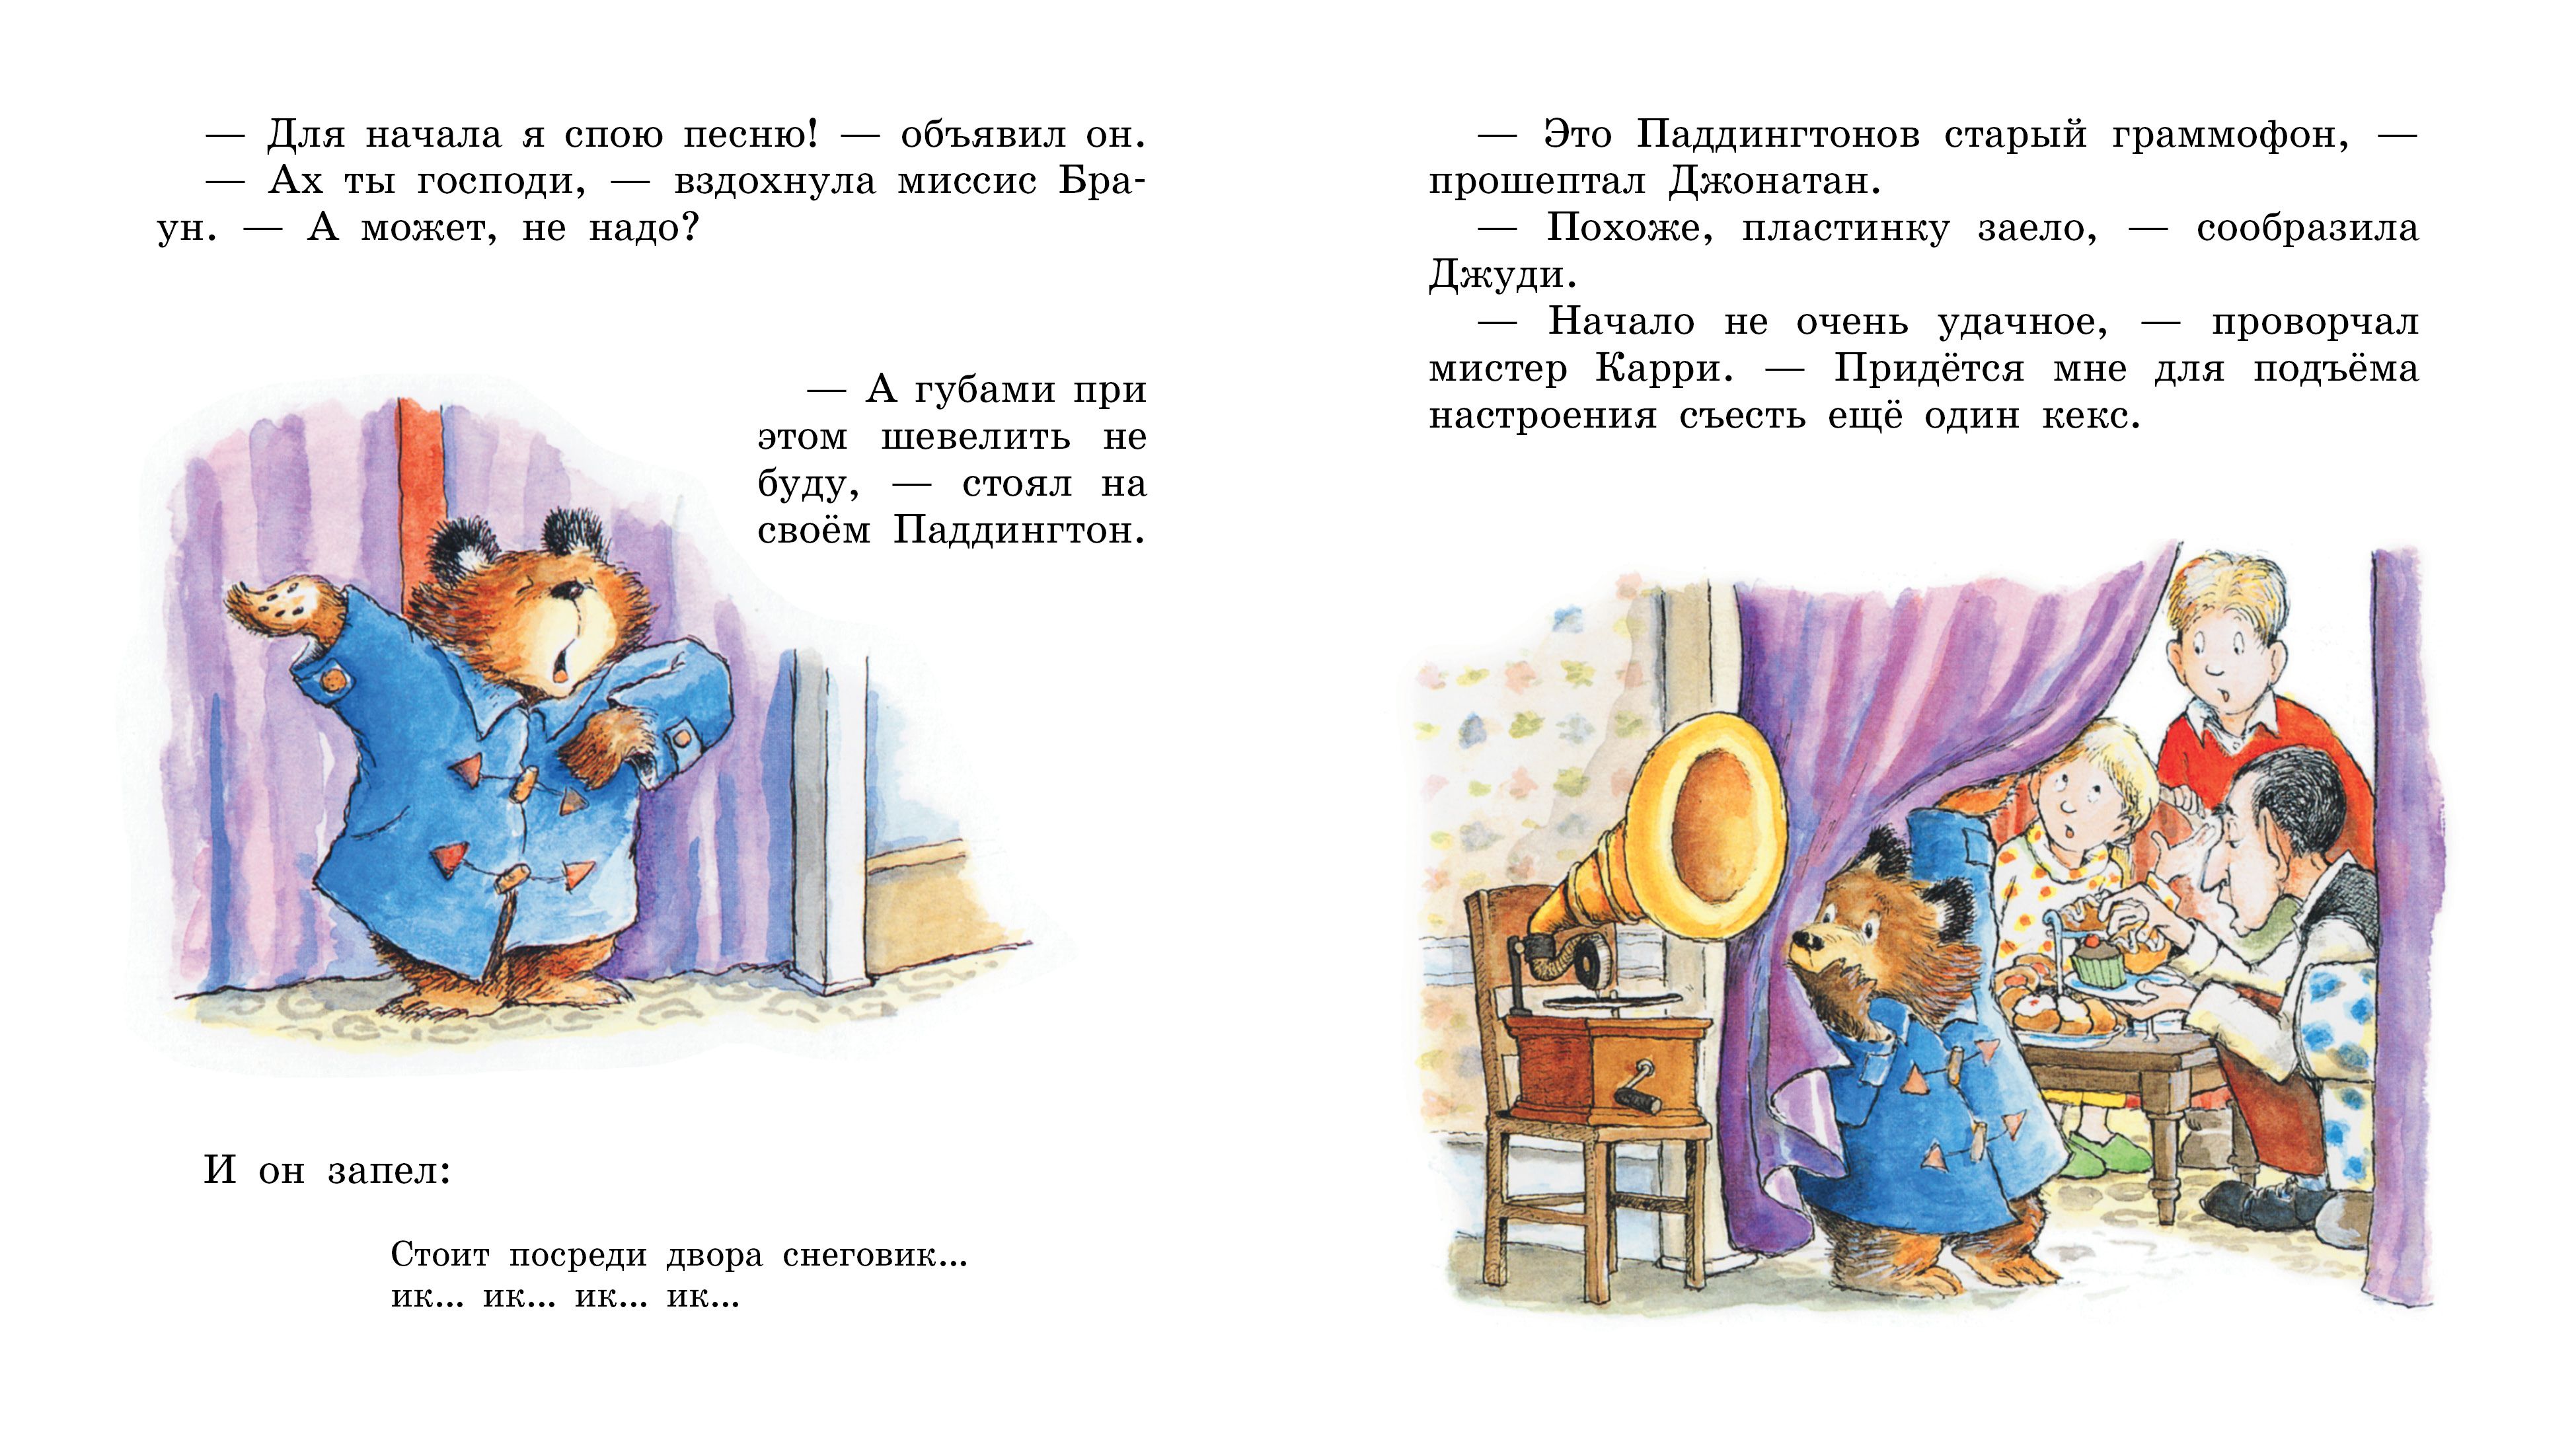 — Для начала я спою песню! — объявил он.
— Ах ты господи, — вздохнула миссис Бра-
ун. — А может, не надо?
— А губами при
этом шевелить не
буду, — стоял на
своём Паддингтон.
И он запел:
Стоит посреди двора снеговик...
ик... ик... ик... ик...
— Это Паддингтонов старый граммофон, —
прошептал Джонатан.
— Похоже, пластинку заело, — сообразила
Джуди.
— Начало не очень удачное, — проворчал
мистер Карри. — Придётся мне для подъёма
настроения съесть ещё один кекс.